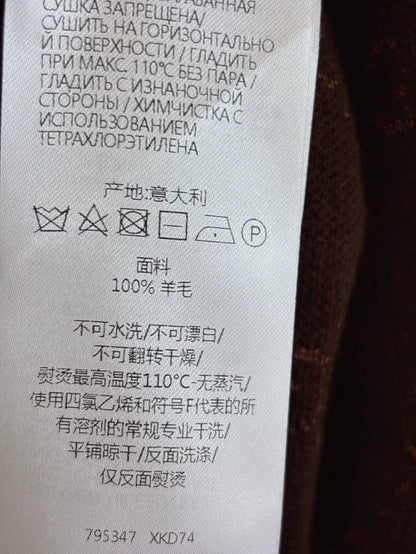 СУШКА ЗАПРЕЩЕНА/
СУШИТЬ НА ГОРИЗОНТАЛЬНО
Й ПОВЕРХНОСТИ / ГЛАДИТЬ
ПРИ МАКС. 110°С БЕЗ ПАРА /
ГЛАДИТЬ С ИЗНАНОЧНОЙ
СТОРОНЫ / ХИМЧИСТКА С
ИСПОЛЬЗОВАНИЕМ
ТЕТРАХЛОРЭТИЛЕНА
产地:意大利
P
面料
100% 羊毛
不可水洗/不可漂白/
不可翻转干燥/
熨烫最高温度110°C-无蒸汽/
使用四氯乙烯和符号F代表的所
有溶剂的常规专业干洗/
平铺晾干/反面洗涤/
仅反面熨烫
795347 XKD74